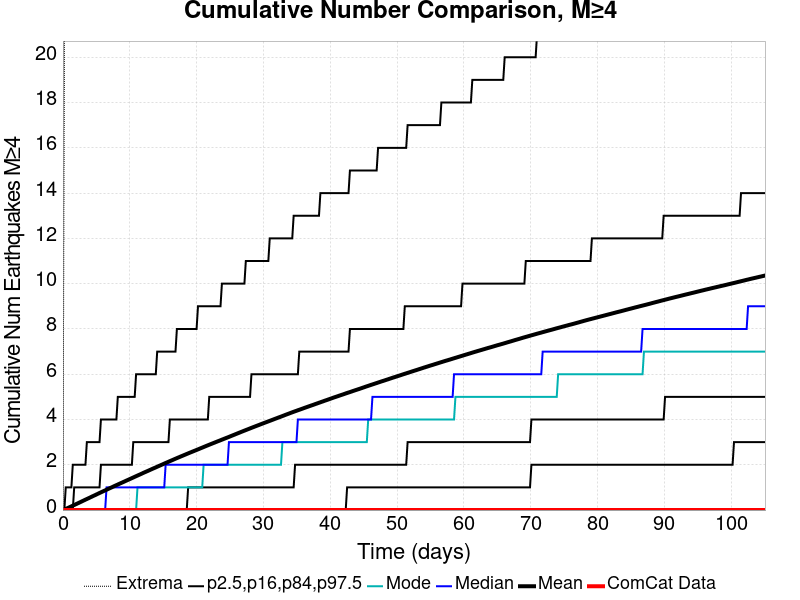 Cumulative Number Comparison, M≥4
Cumulative Num Earthquakes M≥4
20
18
16
14
12
10
8
6
4
2
0
0 10 20 30 40 50 60 70 80 90 100
Time (days)
Extrema p2.5,p16,p84,p97.5 Mode Median Mean ComCat Data